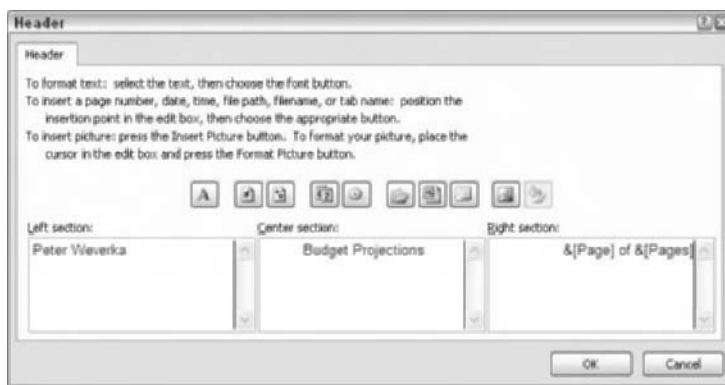 Header
Header
To format text: select the text, then choose the font button.
To insert a page number, date, time, file path, filename, or tab name: position the
insertion point in the edit box, then choose the appropriate button.
To insert picture: press the Insert Picture button. To format your picture, place the
cursor in the edit box and press the Format Picture button.
A
Left section: Center section: Right section:
Peter Weverka Budget Projections &[Page] of &[Pages]
OK Cancel